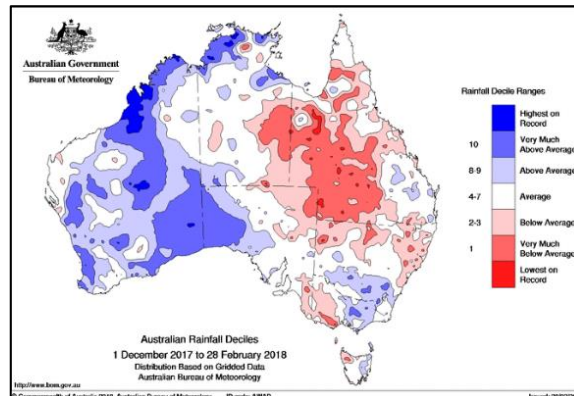 Australian Government
Bureau of Meteorology
Rainfall Decile Ranges
Highest on
Record
10
Very Much
Above Average
8-9
Above Average
4-7
Average
2-3
Below Average
1
Very Much
Below Average
Lowest on
Record
Australian Rainfall Deciles
1 December 2017 to 28 February 2018
Distribution Based on Gridded Data
Australian Bureau of Meteorology
http://www.bom.gov.au